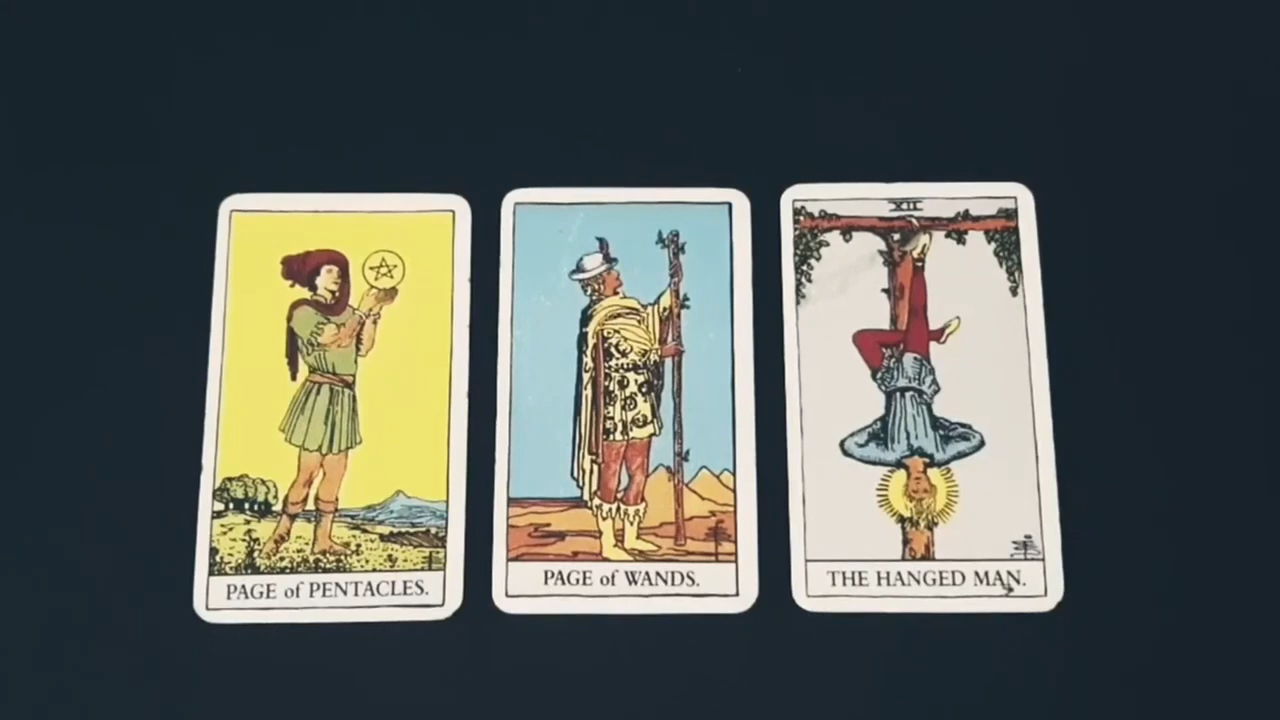 PAGE of PENTACLES.
PAGE of WANDS.
XII
THE HANGED MAN.